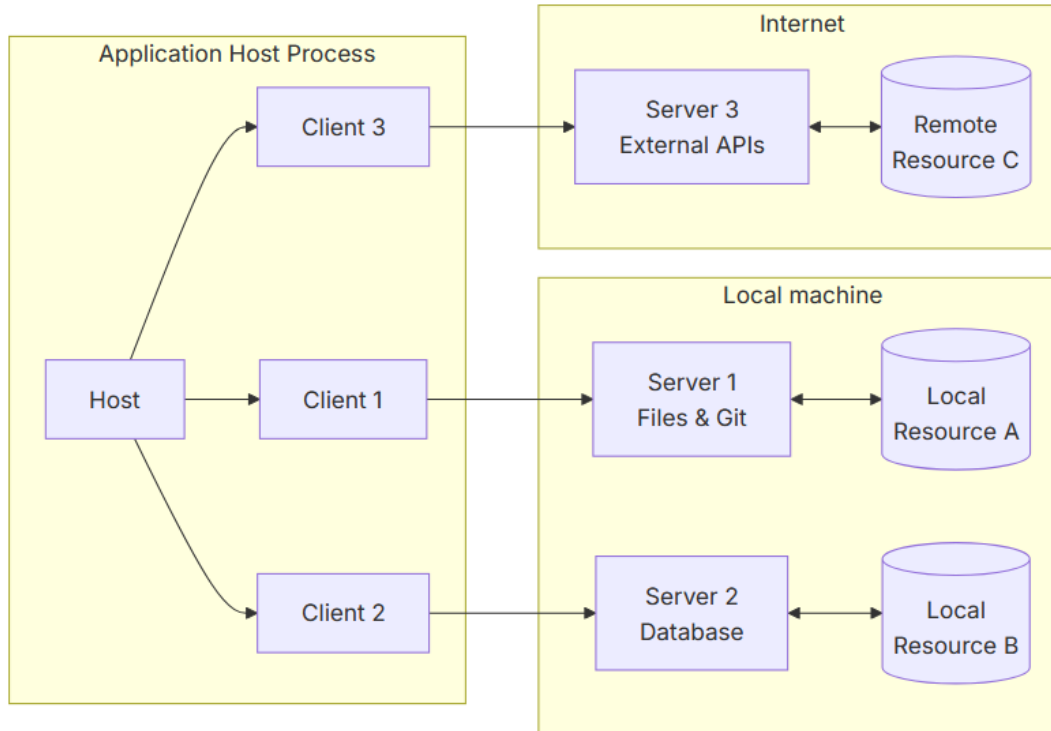 Application Host Process
Host
Client 3
Client 1
Client 2
Internet
Server 3
External APIs
Remote
Resource C
Local machine
Server 1
Files & Git
Local
Resource A
Server 2
Database
Local
Resource B